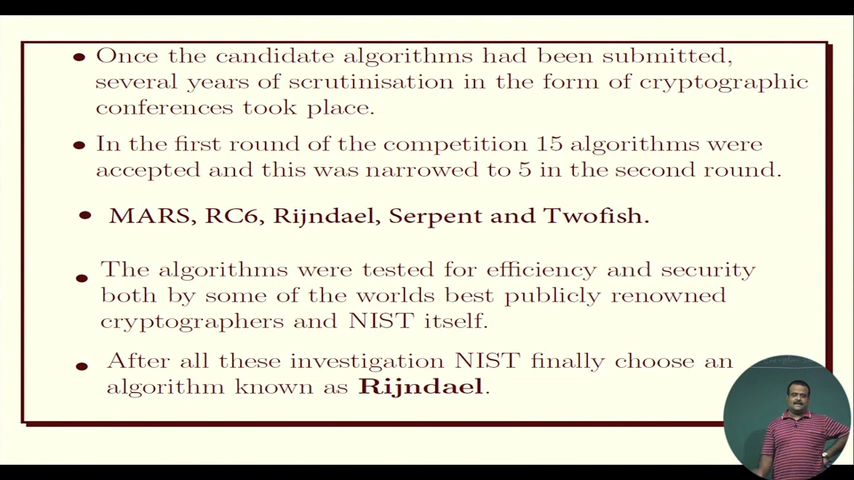 • Once the candidate algorithms had been submitted,
several years of scrutinisation in the form of cryptographic
conferences took place.
• In the first round of the competition 15 algorithms were
accepted and this was narrowed to 5 in the second round.
• MARS, RC6, Rijndael, Serpent and Twofish.
• The algorithms were tested for efficiency and security
both by some of the worlds best publicly renowned
cryptographers and NIST itself.
• After all these investigation NIST finally choose an
algorithm known as Rijndael.